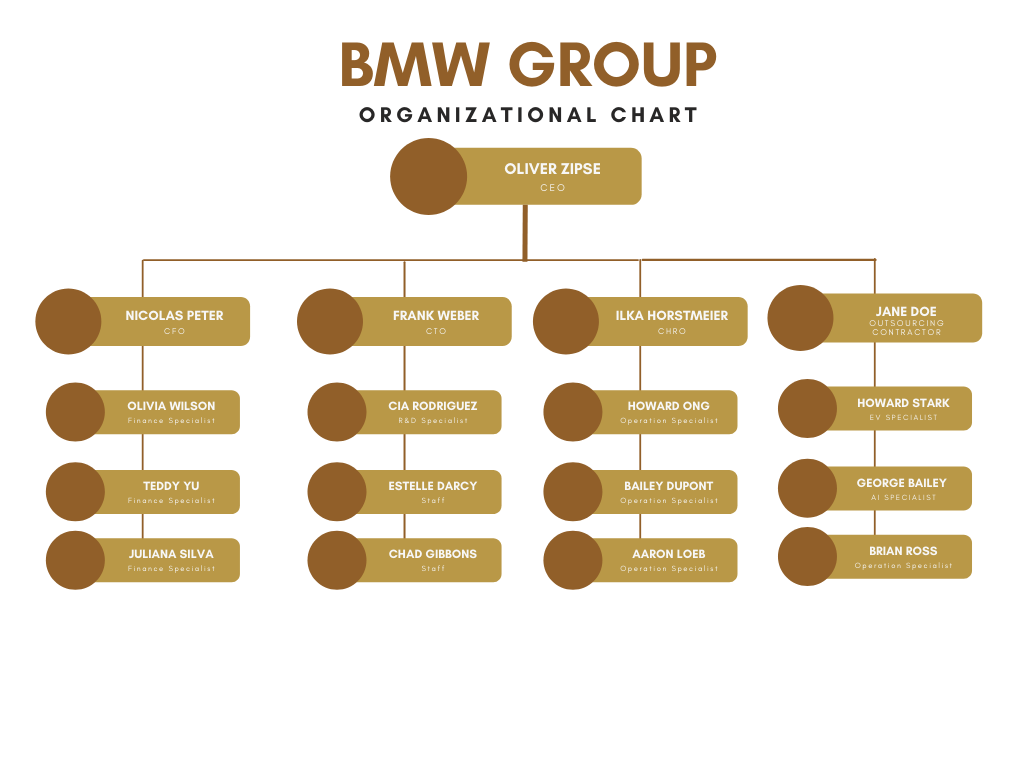 BMW GROUP
ORGANIZATIONAL CHART
OLIVER ZIPSE
CEO
NICOLAS PETER
CFO
FRANK WEBER
CTO
ILKA HORSTMEIER
CHRO
JANE DOE
OUTSOURCING
CONTRACTOR
OLIVIA WILSON
Finance Specialist
CIA RODRIGUEZ
R&D Specialist
HOWARD ONG
Operation Specialist
HOWARD STARK
EV SPECIALIST
TEDDY YU
Finance Specialist
ESTELLE DARCY
Staff
BAILEY DUPONT
Operation Specialist
GEORGE BAILEY
AI SPECIALIST
JULIANA SILVA
Finance Specialist
CHAD GIBBONS
Staff
AARON LOEB
Operation Specialist
BRIAN ROSS
Operation Specialist